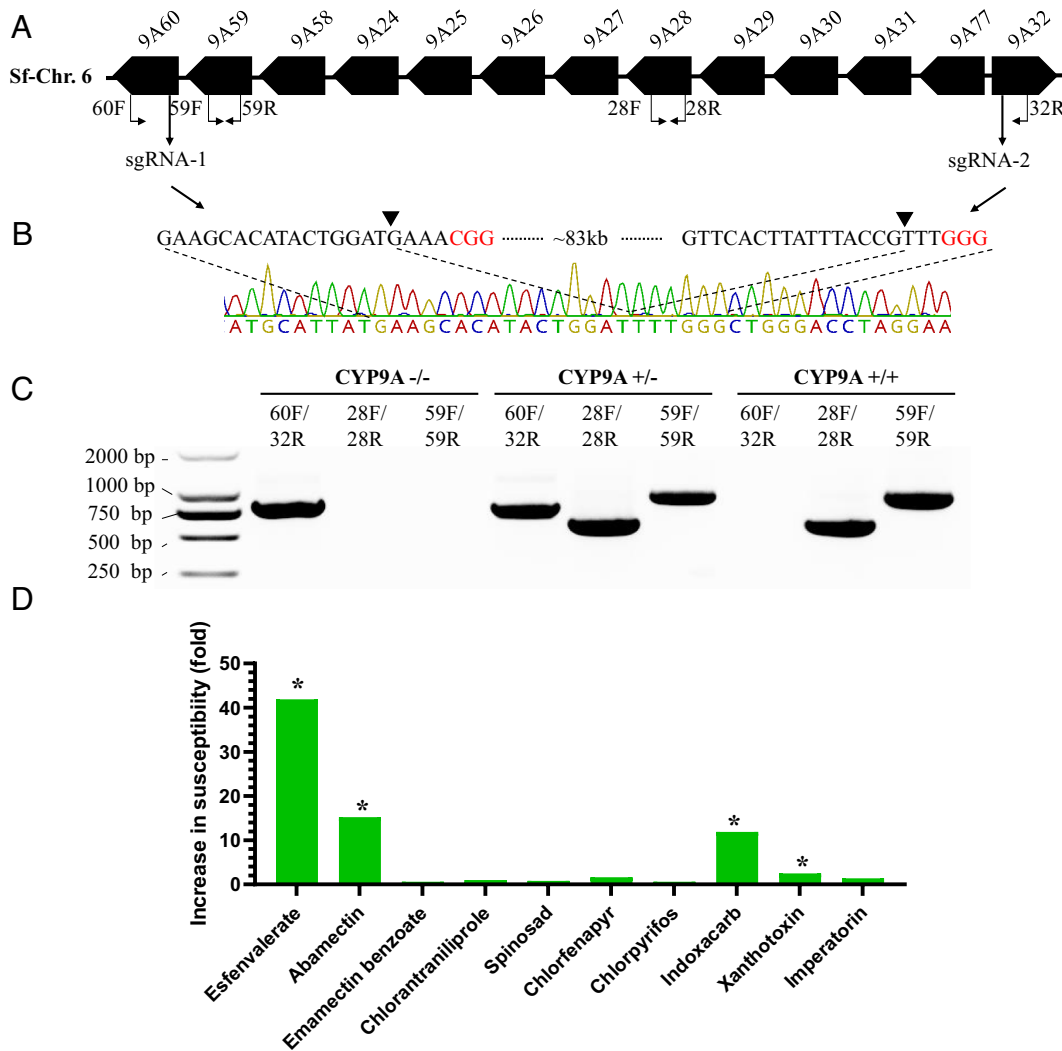 A
9A60 9A59 9A58 9A24 9A25 9A26 9A27 9A28 9A29 9A30 9A31 9A77 9A32
Sf-Chr. 6
60F 59F 59R 28F 28R 32R
sgRNA-1 sgRNA-2
B
GAAGCACATACTGGATGAAACGG ~83kb GTTCACTTATTTACCGTTTGGG
ATGCATTATGAAGCACATACTGGATTTTGGGCTGGGACCTAGGAA
C
CYP9A -/- CYP9A +/- CYP9A +/+
60F/ 28F/ 59F/ 60F/ 28F/ 59F/ 60F/ 28F/ 59F/
32R 28R 59R 32R 28R 59R 32R 28R 59R
2000 bp
1000 bp
750 bp
500 bp
250 bp
D
Increase in susceptibiity (fold)
50
40
30
20
10
0
* * * *
Esfenvalerate
Abamectin
Emamectin benzoate
Chlorantraniliprole
Spinosad
Chlorfenapyr
Chlorpyrifos
Indoxacarb
Xanthotoxin
Imperatorin